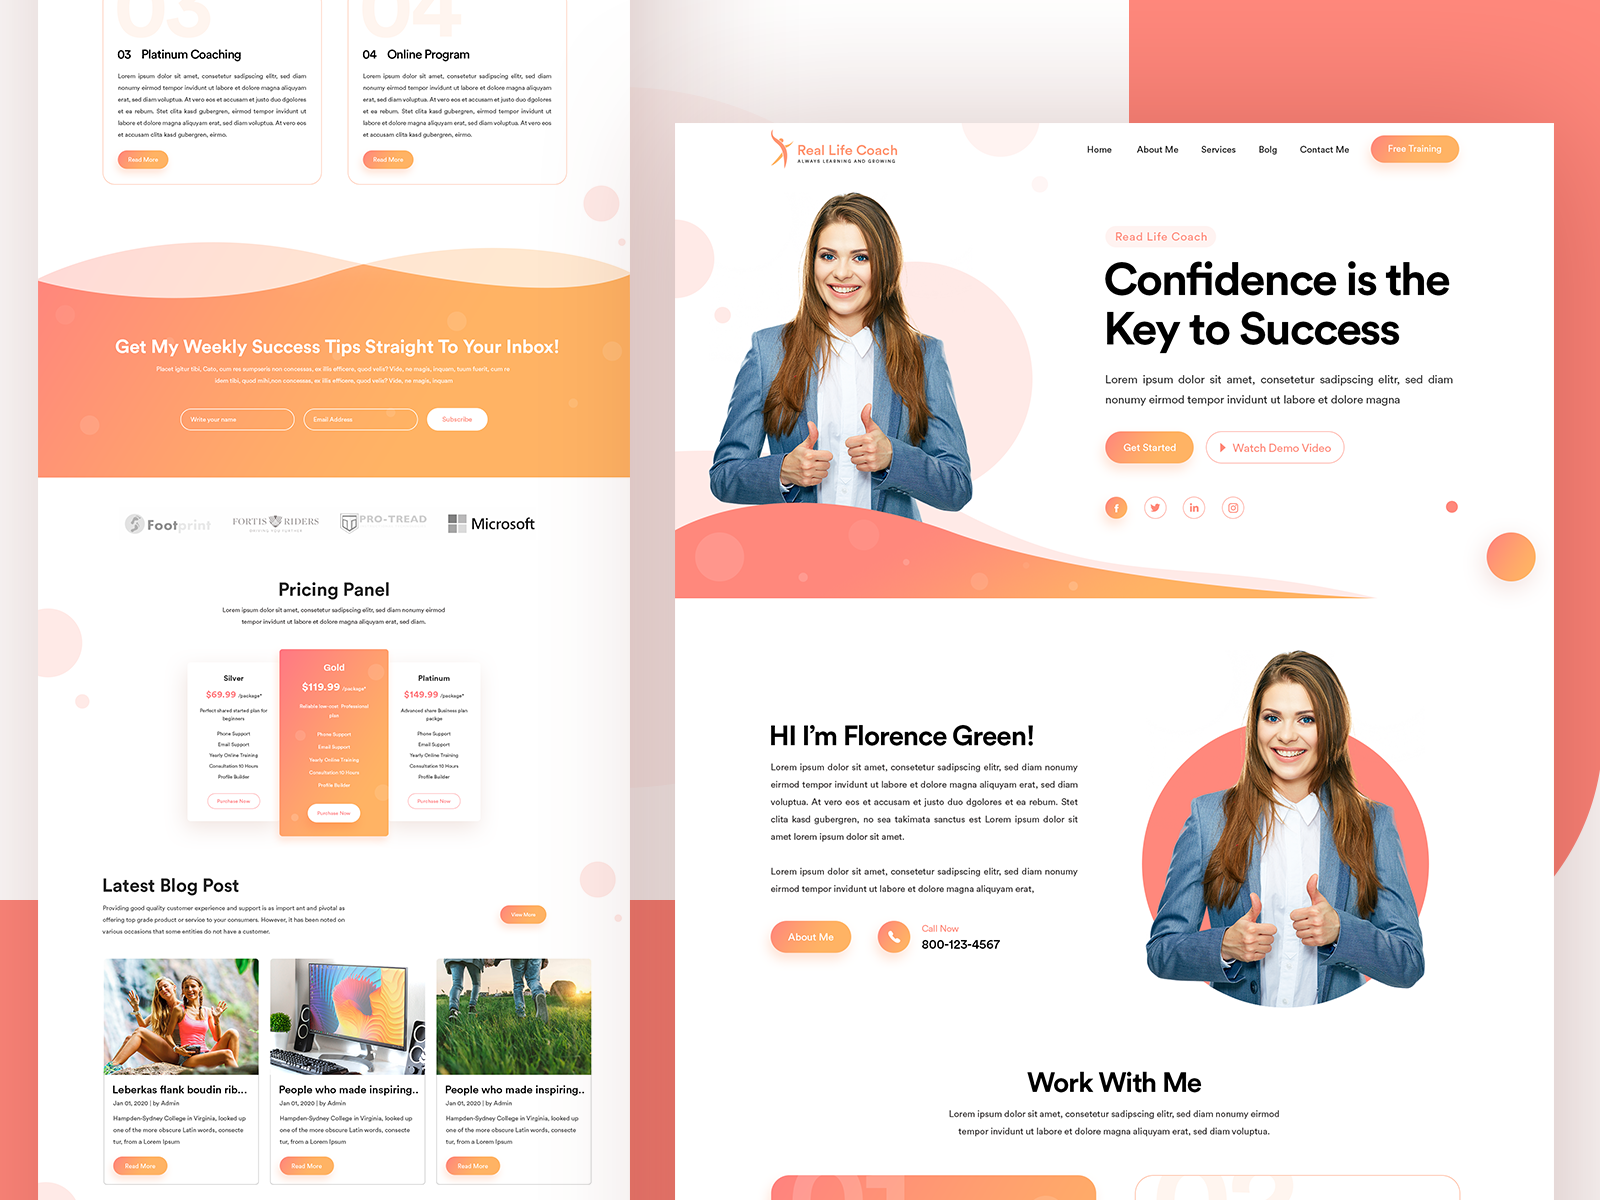 03
03 Platinum Coaching
Lorem ipsum dolor sit amet, consetetur sadipscing elitr, sed diam
nonumy eirmod tempor invidunt ut labore et dolore magna aliquyam
erat, sed diam voluptua. At vero eos et accusam et justo duo dgolores
et ea rebum. Stet clita kasd gubergren, eirmod tempor invidunt ut
labore et dolore magna aliquyam erat, sed diam voluptua. At vero eos
et accusam clita kasd gubergren, eirmo.
Read More
04
04 Online Program
Lorem ipsum dolor sit amet, consetetur sadipscing elitr, sed diam
nonumy eirmod tempor invidunt ut labore et dolore magna aliquyam
erat, sed diam voluptua. At vero eos et accusam et justo duo dgolores
et ea rebum. Stet clita kasd gubergren, eirmod tempor invidunt ut
labore et dolore magna aliquyam erat, sed diam voluptua. At vero eos
et accusam clita kasd gubergren, eirmo.
Read More
Get My Weekly Success Tips Straight To Your Inbox!
Placet igitur tibi, Cato, cum res sumpseris non concessas, ex illis efficere, quod velis? Vide, ne magis, inquam, tuum fuerit, cum re
idem tibi, quod mihi,non concessas, ex illis efficere, quod velis? Vide, ne magis, inquam
Write your name
Email Address
Subscribe
Footprint
FORTIS RIDERS
DRIVING YOU FURTHER
PRO-TREAD
Microsoft
Pricing Panel
Lorem ipsum dolor sit amet, consetetur sadipscing elitr, sed diam nonumy eirmod
tempor invidunt ut labore et dolore magna aliquyam erat, sed diam.
Silver
$69.99 /package*
Perfect shared started plan for
beginners
Phone Support
Email Support
Yearly Online Training
Consultation 10 Hours
Profile Builder
Purchase Now
Gold
$119.99 /package*
Reliable low-cost Professional
plan
Phone Support
Email Support
Yearly Online Training
Consultation 10 Hours
Profile Builder
Purchase Now
Platinum
$149.99 /package*
Advanced share Business plan
packge
Phone Support
Email Support
Yearly Online Training
Consultation 10 Hours
Profile Builder
Purchase Now
Latest Blog Post
Providing good quality customer experience and support is as import ant and pivotal as
offering top grade product or service to your consumers. However, it has been noted on
various occasions that some entities do not have a customer.
View More
Leberkas flank boudin rib...
Jan 01, 2020 | by Admin
Hampden-Sydney College in Virginia, looked up
one of the more obscure Latin words, consecte
tur, from a Lorem Ipsum
Read More
People who made inspiring..
Jan 01, 2020 | by Admin
Hampden-Sydney College in Virginia, looked up
one of the more obscure Latin words, consecte
tur, from a Lorem Ipsum
Read More
People who made inspiring..
Jan 01, 2020 | by Admin
Hampden-Sydney College in Virginia, looked up
one of the more obscure Latin words, consecte
tur, from a Lorem Ipsum
Read More
Real Life Coach
ALWAYE LEARNING AND GROWING
Home About Me Services Bolg Contact Me Free Training
Read Life Coach
Confidence is the
Key to Success
Lorem ipsum dolor sit amet, consetetur sadipscing elitr, sed diam
nonumy eirmod tempor invidunt ut labore et dolore magna
Get Started
Watch Demo Video
HI I’m Florence Green!
Lorem ipsum dolor sit amet, consetetur sadipscing elitr, sed diam nonumy
eirmod tempor invidunt ut labore et dolore magna aliquyam erat, sed diam
voluptua. At vero eos et accusam et justo duo dgolores et ea rebum. Stet
clita kasd gubergren, no sea takimata sanctus est Lorem ipsum dolor sit
amet lorem ipsum dolor sit amet.
Lorem ipsum dolor sit amet, consetetur sadipscing elitr, sed diam nonumy
eirmod tempor invidunt ut labore et dolore magna aliquyam erat,
About Me
Call Now
800-123-4567
Work With Me
Lorem ipsum dolor sit amet, consetetur sadipscing elitr, sed diam nonumy eirmod
tempor invidunt ut labore et dolore magna aliquyam erat, sed diam voluptua.
01
02